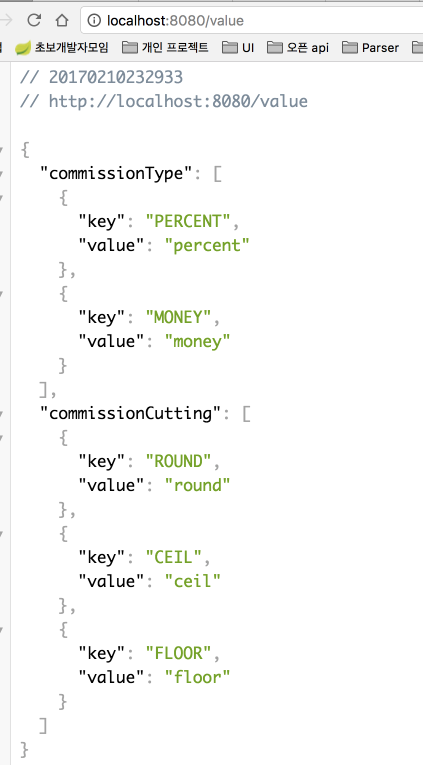 localhost:8080/value
초보개발자모임 개인 프로젝트 UI 오픈 api Parser
// 20170210232933
// http://localhost:8080/value
{
"commissionType": [
{
"key": "PERCENT",
"value": "percent"
},
{
"key": "MONEY",
"value": "money"
}
],
"commissionCutting": [
{
"key": "ROUND",
"value": "round"
},
{
"key": "CEIL",
"value": "ceil"
},
{
"key": "FLOOR",
"value": "floor"
}
]
}